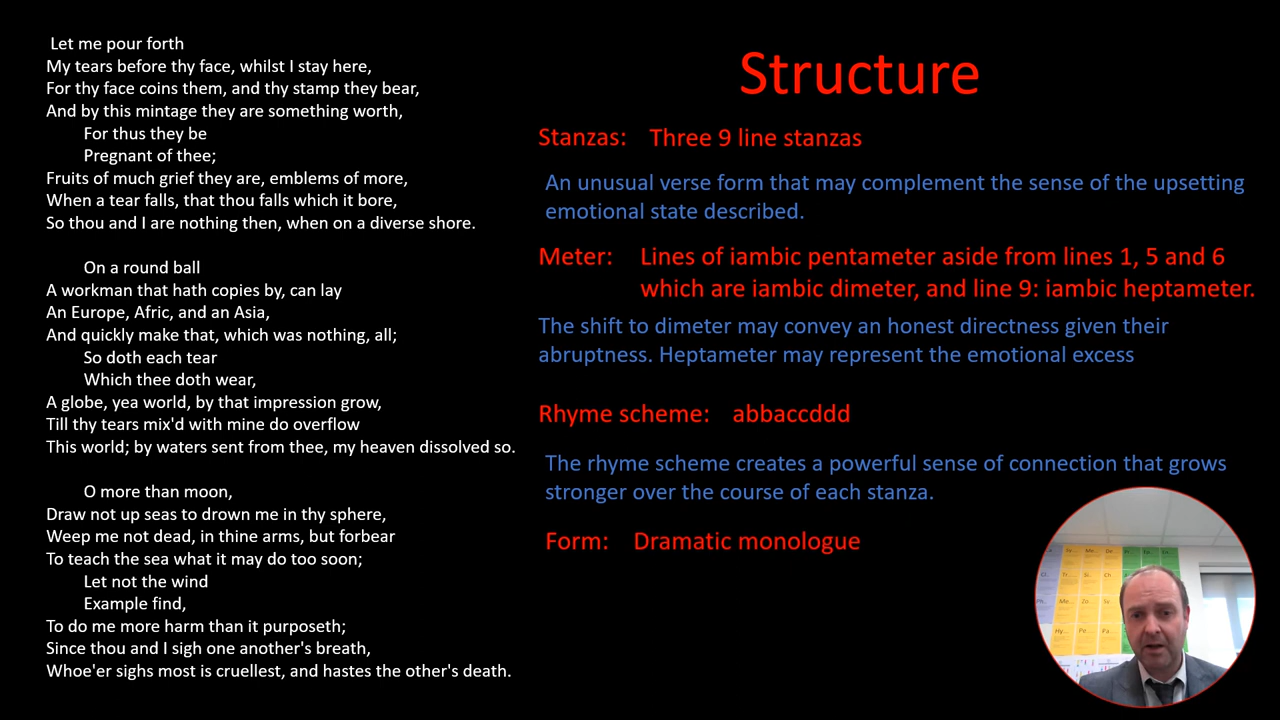 Let me pour forth
My tears before thy face, whilst I stay here,
For thy face coins them, and thy stamp they bear,
And by this mintage they are something worth,
For thus they be
Pregnant of thee;
Fruits of much grief they are, emblems of more,
When a tear falls, that thou falls which it bore,
So thou and I are nothing then, when on a diverse shore.

On a round ball
A workman that hath copies by, can lay
An Europe, Afric, and an Asia,
And quickly make that, which was nothing, all;
So doth each tear
Which thee doth wear,
A globe, yea world, by that impression grow,
Till thy tears mix'd with mine do overflow
This world; by waters sent from thee, my heaven dissolved so.

O more than moon,
Draw not up seas to drown me in thy sphere,
Weep me not dead, in thine arms, but forbear
To teach the sea what it may do too soon;
Let not the wind
Example find,
To do me more harm than it purposeth;
Since thou and I sigh one another's breath,
Whoe'er sighs most is cruellest, and hastes the other's death.

Structure
Stanzas: Three 9 line stanzas
An unusual verse form that may complement the sense of the upsetting
emotional state described.
Meter: Lines of iambic pentameter aside from lines 1, 5 and 6
which are iambic dimeter, and line 9: iambic heptameter.
The shift to dimeter may convey an honest directness given their
abruptness. Heptameter may represent the emotional excess
Rhyme scheme: abbaccddd
The rhyme scheme creates a powerful sense of connection that grows
stronger over the course of each stanza.
Form: Dramatic monologue